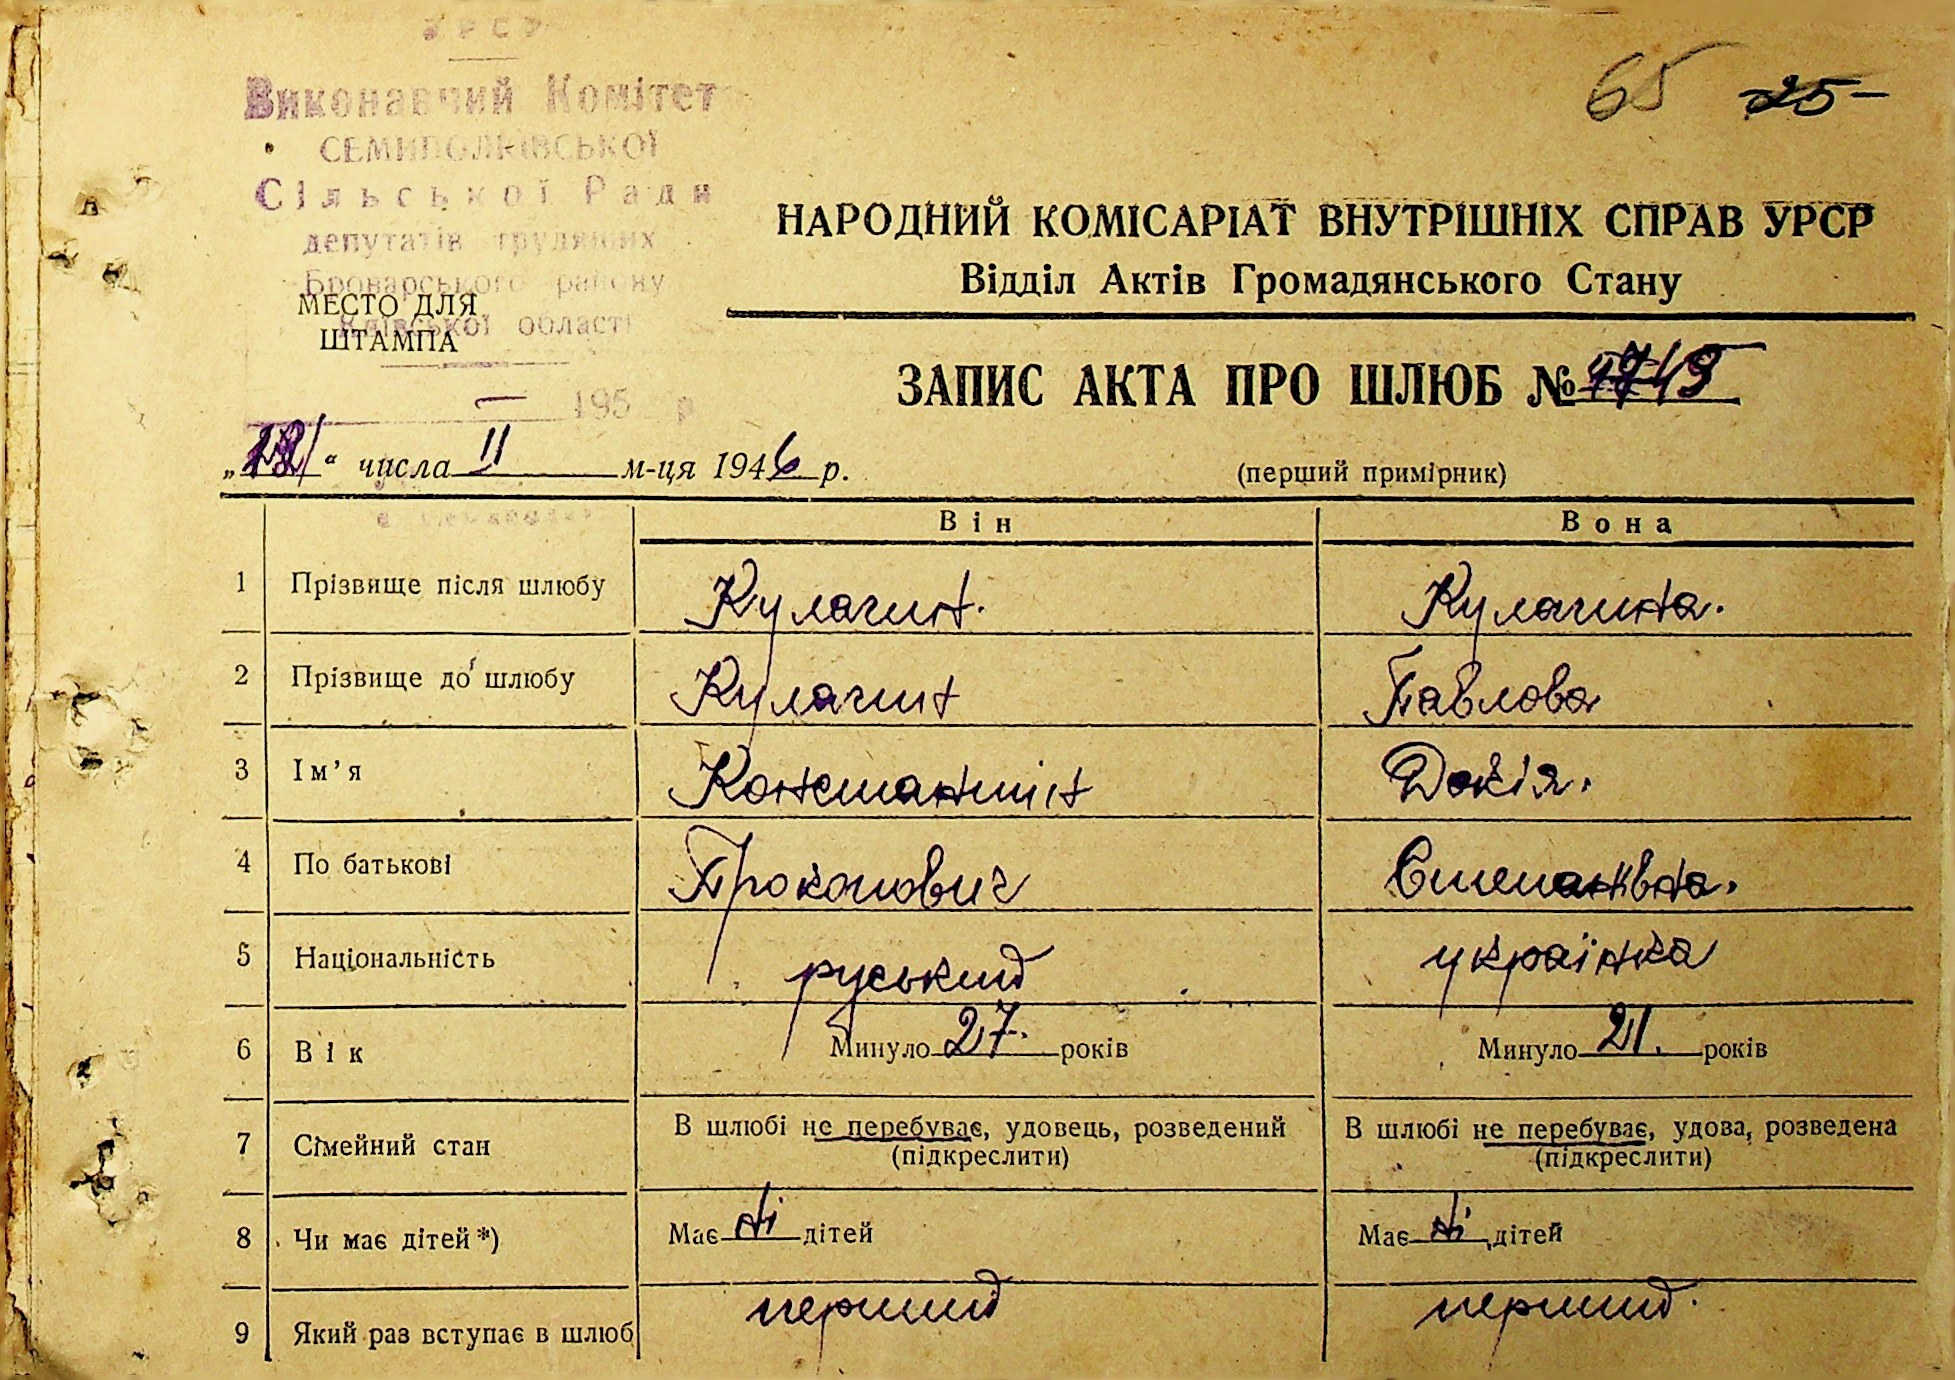 УРСР
65 25
Виконавчий Комітет
СЕМИПОЛКІВСЬКОЇ
Сільської Ради
депутатів трудящих
Броварського району
Київської області
МЕСТО ДЛЯ
ШТАМПА
195 р
НАРОДНИЙ КОМІСАРІАТ ВНУТРІШНІХ СПРАВ УРСР
Відділ Актів Громадянського Стану
ЗАПИС АКТА ПРО ШЛЮБ №
„ “ числа II м-ця 1946 р.
(перший примірник)
Він Вона
1 Прізвище після шлюбу Кулагин. Кулагина.
2 Прізвище до шлюбу Кулагин Павлова
3 Ім’я Константін Докія.
4 По батькові Прокопович Степанівна.
5 Національність руський українка
6 Вік Минуло 27. років Минуло 21. років
7 Сімейний стан В шлюбі не перебуває, удовець, розведений В шлюбі не перебуває, удова, розведена
(підкреслити) (підкреслити)
8 Чи має дітей*) Має ні дітей Має ні дітей
9 Який раз вступає в шлюб перший перший.